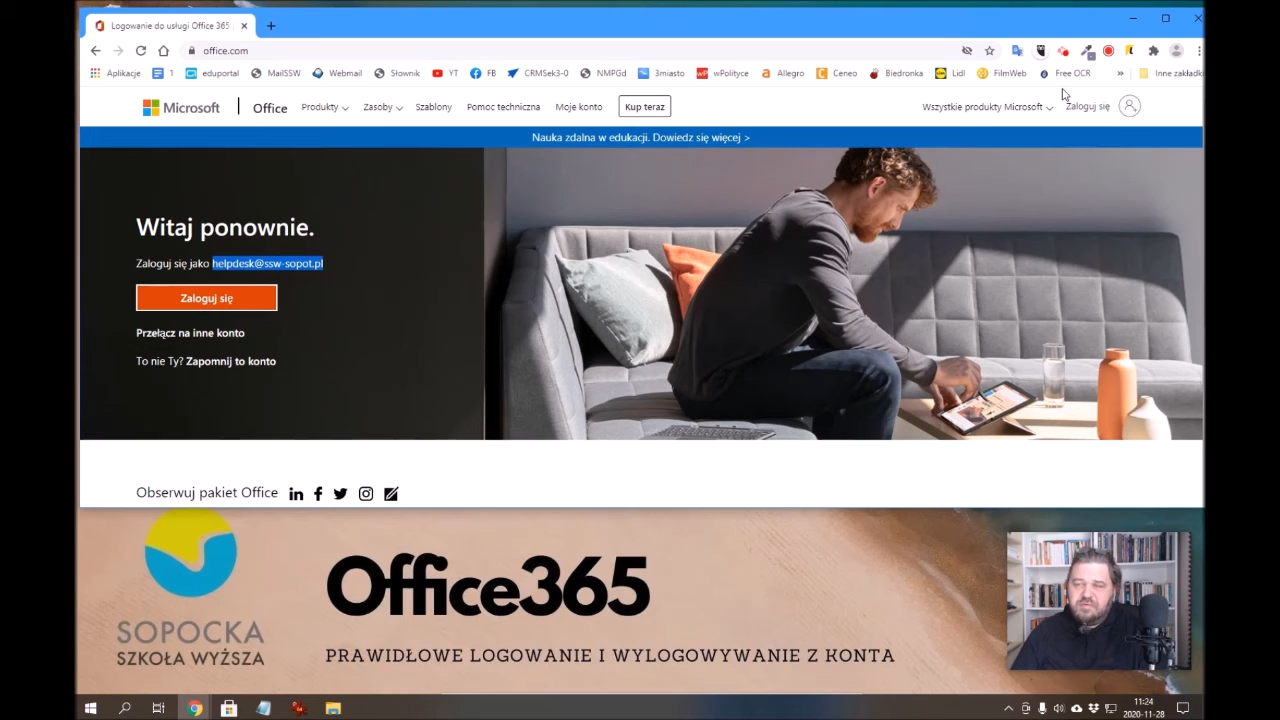 Logowanie do usługi Office 365
office.com
Aplikacje 1 eduportal MailSSW Webmail Słownik YT FB CRMSek3-0 NMPGd 3miasto wPolityce Allegro Ceneo Biedronka Lidl FilmWeb Free OCR » Inne zakładki
Microsoft Office Produkty Zasoby Szablony Pomoc techniczna Moje konto Kup teraz Wszystkie produkty Microsoft Zaloguj się
Nauka zdalna w edukacji. Dowiedz się więcej >
Witaj ponownie.
Zaloguj się jako helpdesk@ssw-sopot.pl
Zaloguj się
Przełącz na inne konto
To nie Ty? Zapomnij to konto
Obserwuj pakiet Office
Office365
SOPOCKA
SZKOŁA WYŻSZA
PRAWIDŁOWE LOGOWANIE I WYLOGOWYWANIE Z KONTA
11:24
2020-11-28